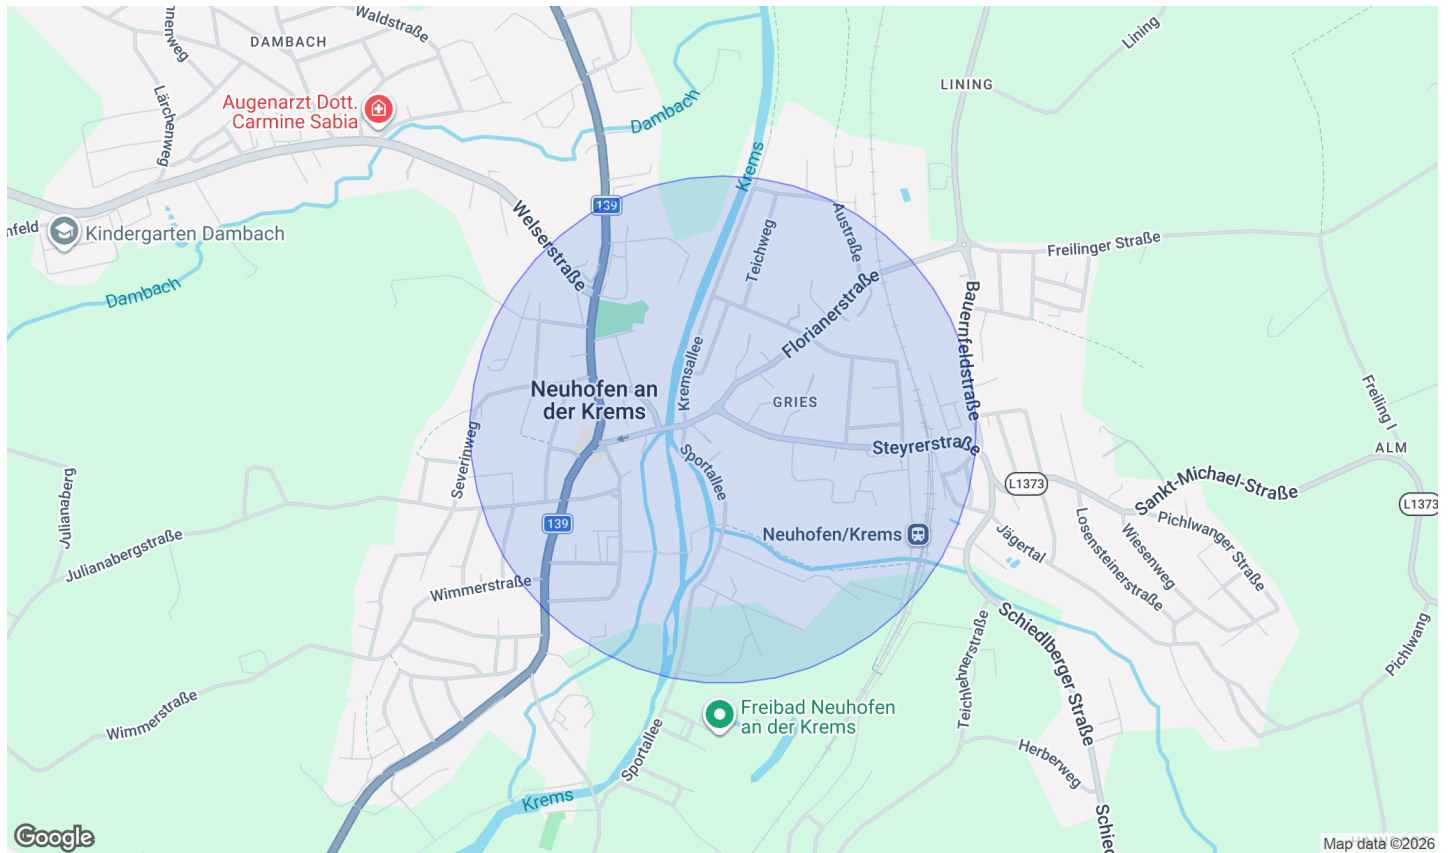 Waldstraße
DAMBACH
Lärchenweg
Augenarzt Dott.
Carmine Sabia
Dambach
Krems
LINING
Lining
139
Welserstraße
Kindergarten Dambach
Dambach
Teichweg
Austraße
Freilinger Straße
Florianerstraße
Bauernfeldstraße
Kremsallee
Neuhofen an
der Krems
GRIES
Freiling I
Steyrerstraße
ALM
Severinweg
Sportallee
L1373
Sankt-Michael-Straße
L1373
Julianaberg
139
Neuhofen/Krems
Jägertal
Pichlwanger Straße
Wiesenweg
Losensteinerstraße
Julianabergstraße
Wimmerstraße
Schiedlberger Straße
Teichlehnerstraße
Pichlwang
Wimmerstraße
Freibad Neuhofen
an der Krems
Sportallee
Herberweg
Krems
Google
Map data ©2026